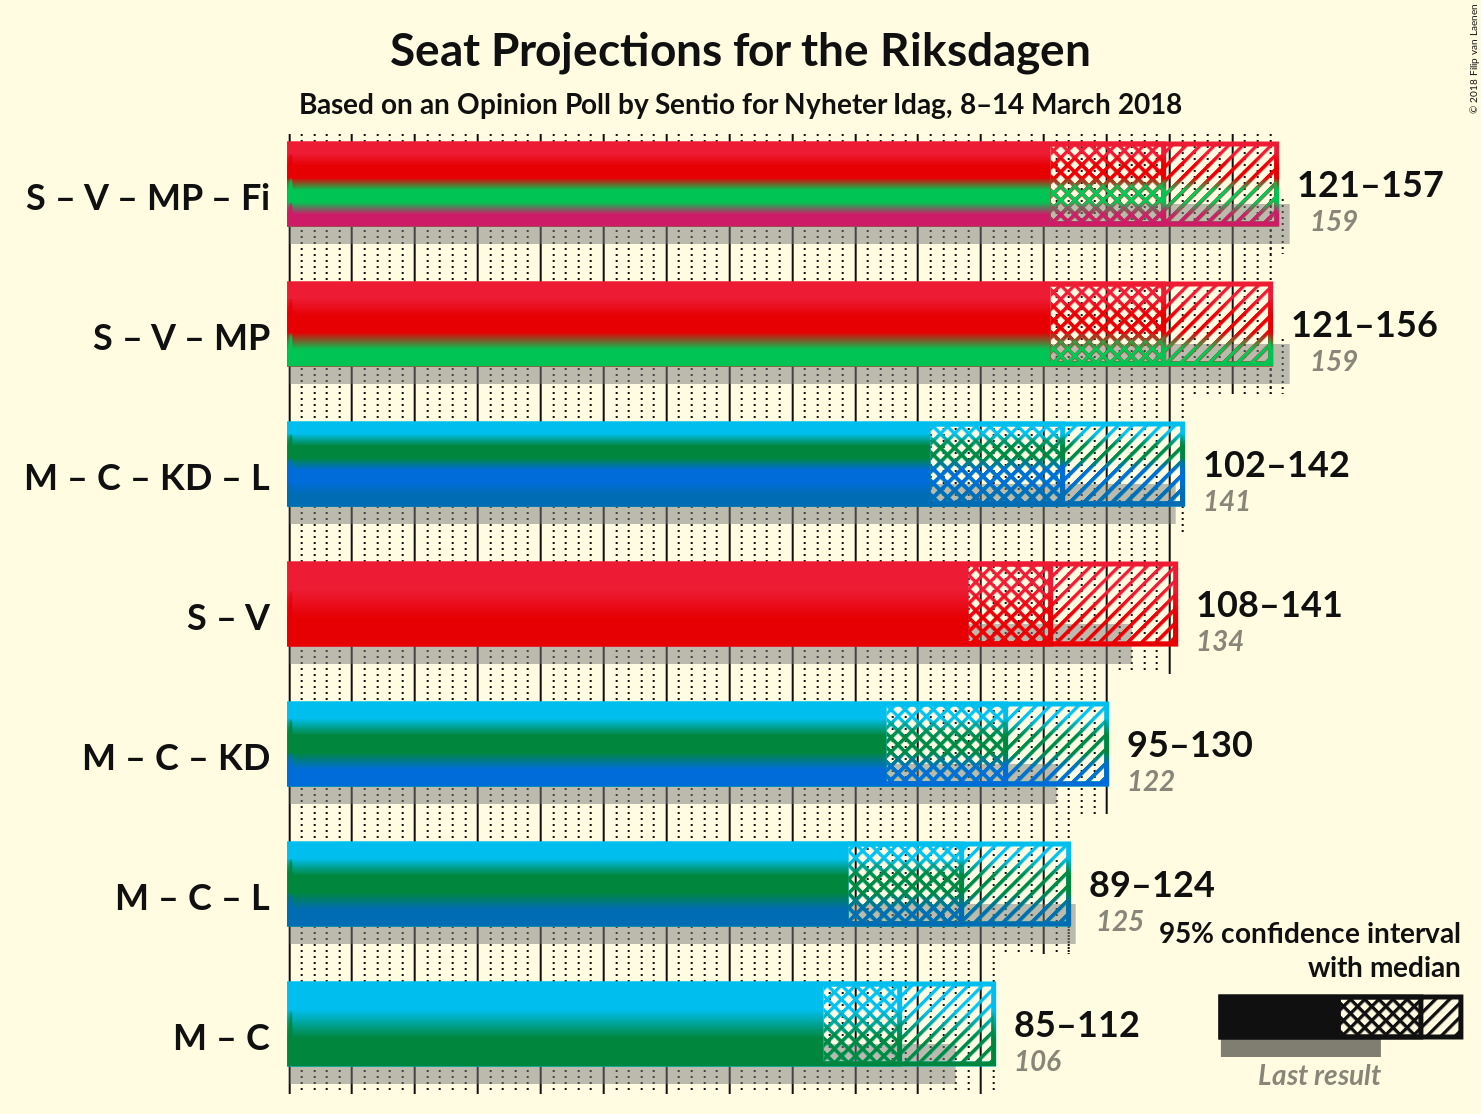 Seat Projections for the Riksdagen
Based on an Opinion Poll by Sentio for Nyheter Idag, 8–14 March 2018
© 2018 Filip van Laenen
S – V – MP – Fi
121–157
159
S – V – MP
121–156
159
M – C – KD – L
102–142
141
S – V
108–141
134
M – C – KD
95–130
122
M – C – L
89–124
125
M – C
85–112
106
95% confidence interval
with median
Last result